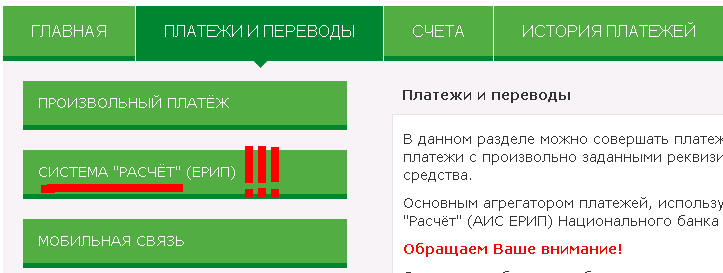 ГЛАВНАЯ ПЛАТЕЖИ И ПЕРЕВОДЫ СЧЕТА ИСТОРИЯ ПЛАТЕЖЕЙ
ПРОИЗВОЛЬНЫЙ ПЛАТЁЖ
СИСТЕМА "РАСЧЁТ" (ЕРИП) !!!
МОБИЛЬНАЯ СВЯЗЬ
Платежи и переводы
В данном разделе можно совершать платеж
платежи с произвольно заданными реквизи
средства.
Основным агрегатором платежей, использу
"Расчёт" (АИС ЕРИП) Национального банка
Обращаем Ваше внимание!